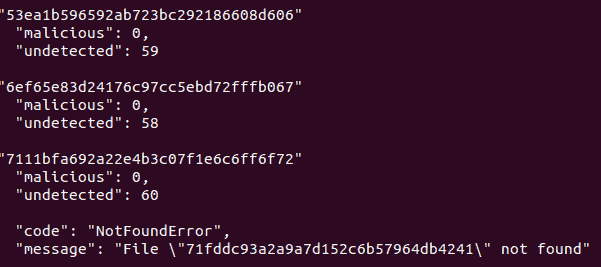 "53ea1b596592ab723bc292186608d606"
"malicious": 0,
"undetected": 59
"6ef65e83d24176c97cc5ebd72fffb067"
"malicious": 0,
"undetected": 58
"7111bfa692a22e4b3c07f1e6c6ff6f72"
"malicious": 0,
"undetected": 60
"code": "NotFoundError",
"message": "File \"71fddc93a2a9a7d152c6b57964db4241\" not found"